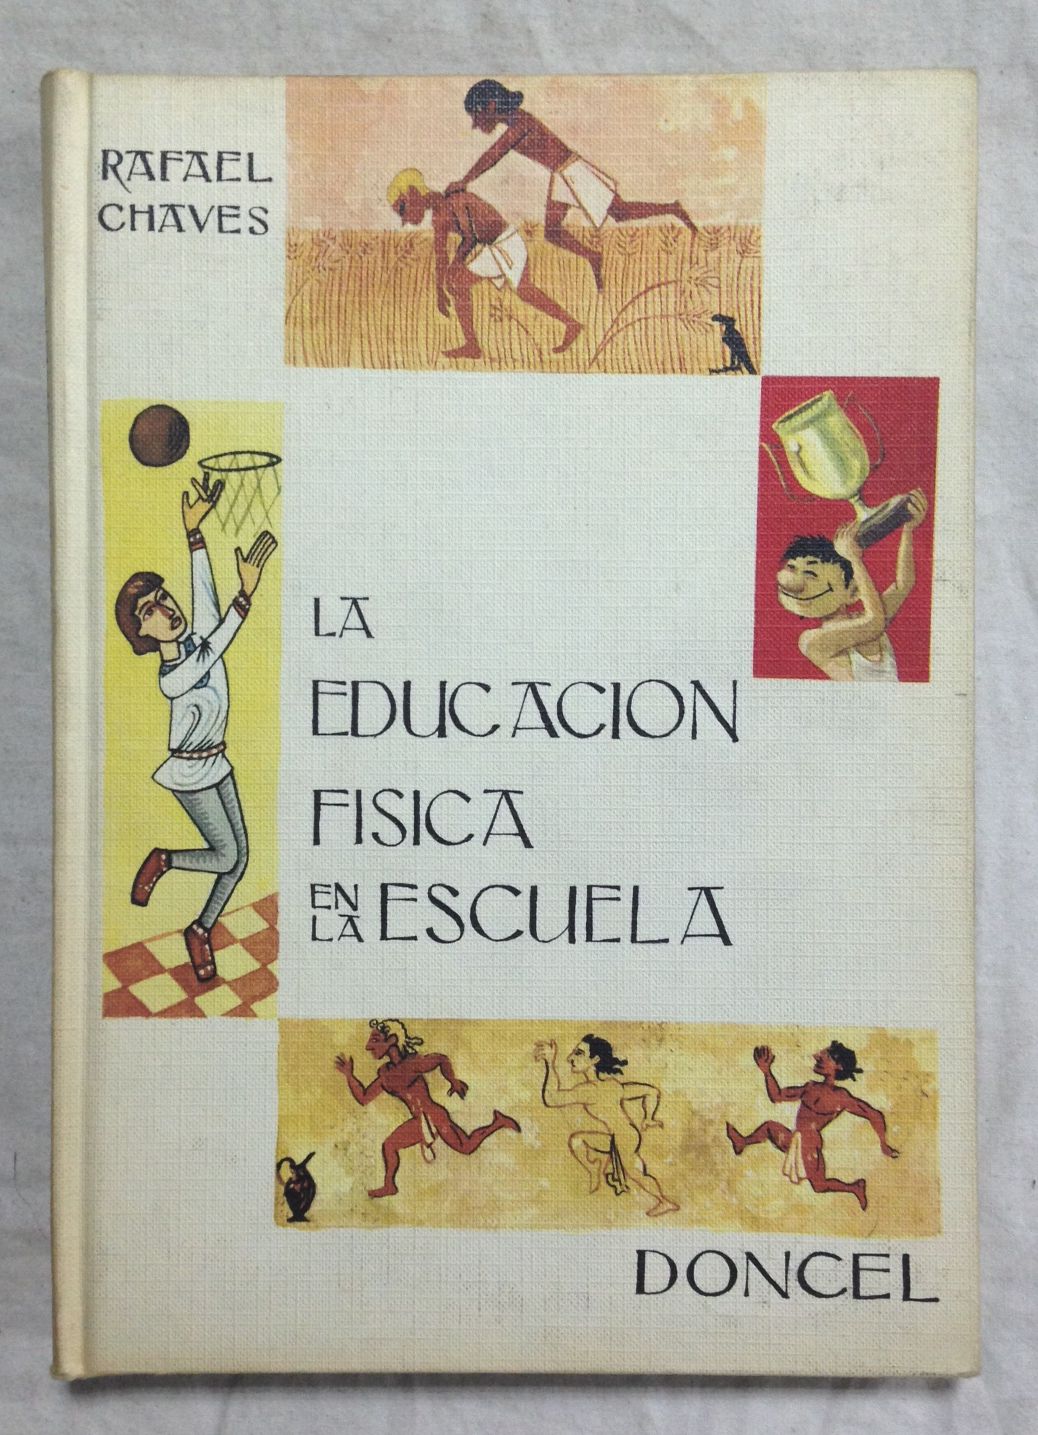 RAFAEL
CHAVES
LA
EDUCACION
FISICA
EN LA ESCUELA
DONCEL